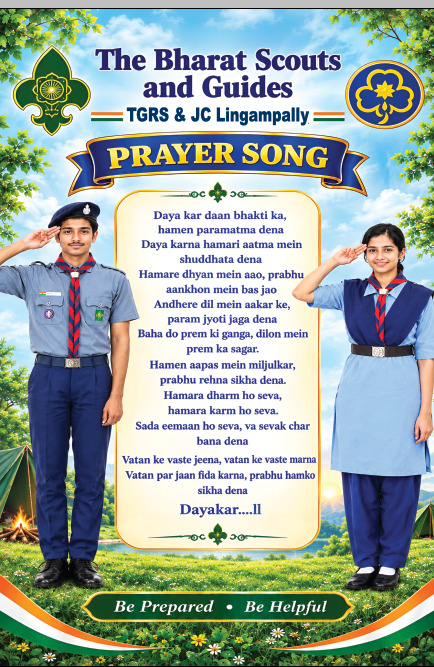 The Bharat Scouts
and Guides
TGRS & JC Lingampally
PRAYER SONG
Daya kar daan bhakti ka,
hamen paramatma dena
Daya karna hamari aatma mein
shuddhata dena
Hamare dhyan mein aao, prabhu
aankhon mein bas jao
Andhere dil mein aakar ke,
param jyoti jaga dena
Baha do prem ki ganga, dilon mein
prem ka sagar.
Hamen aapas mein miljulkar,
prabhu rehna sikha dena.
Hamara dharm ho seva,
hamara karm ho seva.
Sada eemaan ho seva, va sevak char
bana dena
Vatan ke vaste jeena, vatan ke vaste marna
Vatan par jaan fida karna, prabhu hamko
sikha dena
Dayakar....ll
Be Prepared • Be Helpful